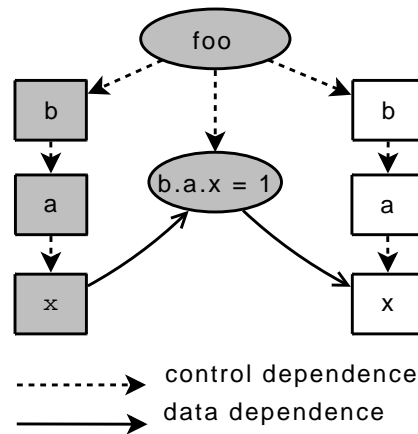 foo
b
b
b.a.x = 1
a
a
x
x
control dependence
data dependence